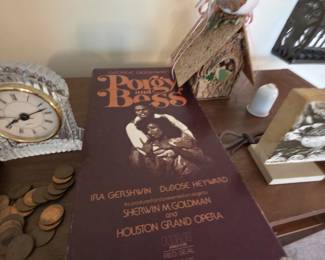 Porgy
and
Bess
IRA GERSHWIN DuBOSE HEYWARD
SHERWIN M. GOLDMAN
and
HOUSTON GRAND OPERA
RED SEAL